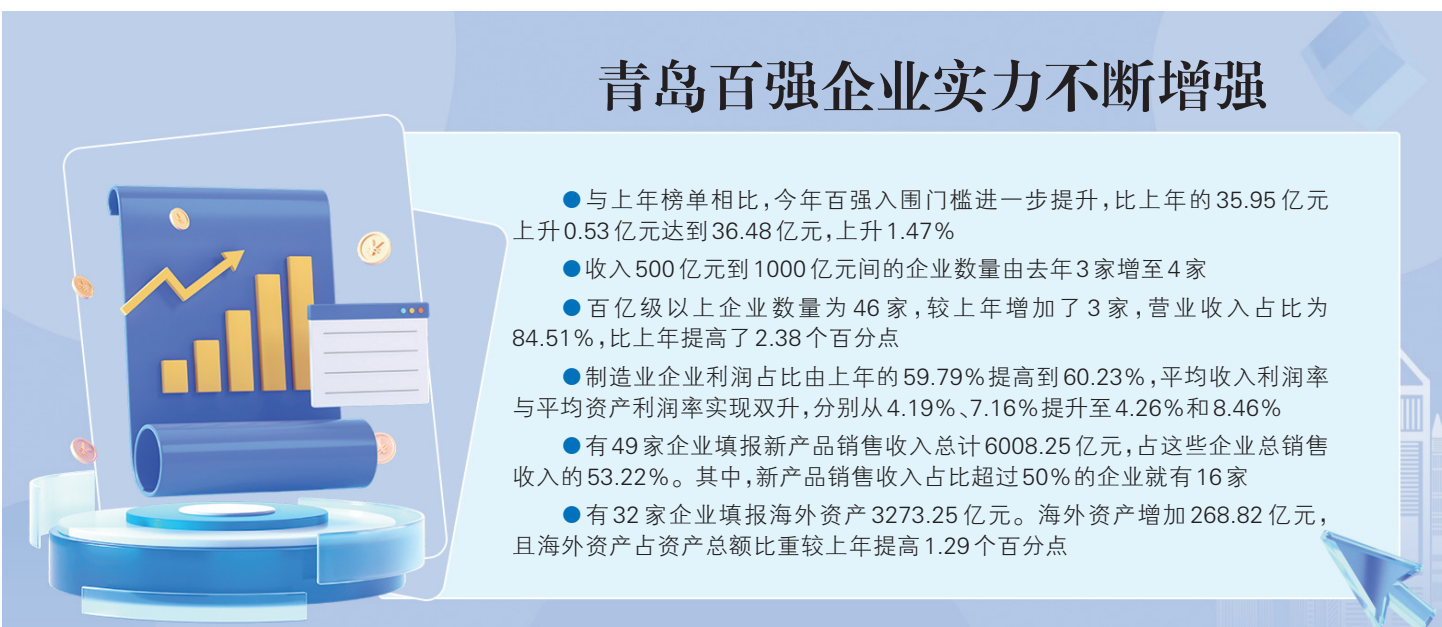 青岛百强企业实力不断增强
●与上年榜单相比,今年百强入围门槛进一步提升,比上年的35.95亿元
上升0.53亿元达到36.48亿元,上升1.47%
●收入500亿元到1000亿元间的企业数量由去年3家增至4家
●百亿级以上企业数量为46家,较上年增加了3家,营业收入占比为
84.51%,比上年提高了2.38个百分点
●制造业企业利润占比由上年的59.79%提高到60.23%,平均收入利润率
与平均资产利润率实现双升,分别从4.19%、7.16%提升至4.26%和8.46%
●有49家企业填报新产品销售收入总计6008.25亿元,占这些企业总销售
收入的53.22%。其中,新产品销售收入占比超过50%的企业就有16家
●有32家企业填报海外资产3273.25亿元。海外资产增加268.82亿元,
且海外资产占资产总额比重较上年提高1.29个百分点